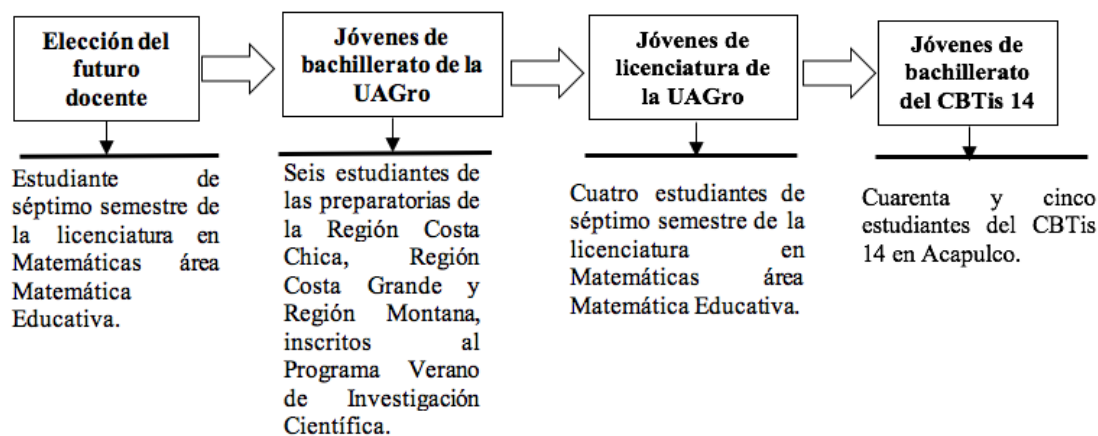 Elección del
futuro
docente
Jóvenes de
bachillerato de la
UAGro
Jóvenes de
licenciatura de
la UAGro
Jóvenes de
bachillerato
del CBTis 14
Estudiante de
séptimo semestre de
la licenciatura en
Matemáticas área
Matemática
Educativa.
Seis estudiantes de
las preparatorias de
la Región Costa
Chica, Región
Costa Grande y
Región Montana,
inscritos al
Programa Verano
de Investigación
Científica.
Cuatro estudiantes de
séptimo semestre de la
licenciatura en
Matemáticas área
Matemática Educativa.
Cuarenta y cinco
estudiantes del CBTis
14 en Acapulco.